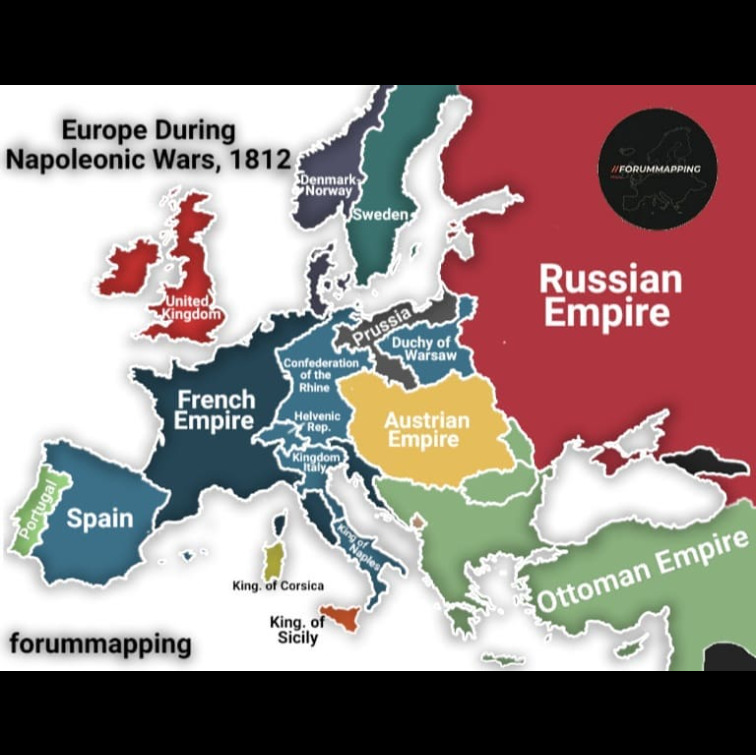 Europe During
Napoleonic Wars, 1812
//FORUMMAPPING
Denmark-
Norway
Sweden
United
Kingdom
Russian
Empire
Prussia
Duchy of
Warsaw
Confederation
of the
Rhine
French
Empire
Helvenic
Rep.
Austrian
Empire
Kingdom
Italy
Portugal
Spain
King of
Naples
Ottoman Empire
King. of Corsica
King. of
Sicily
forummapping